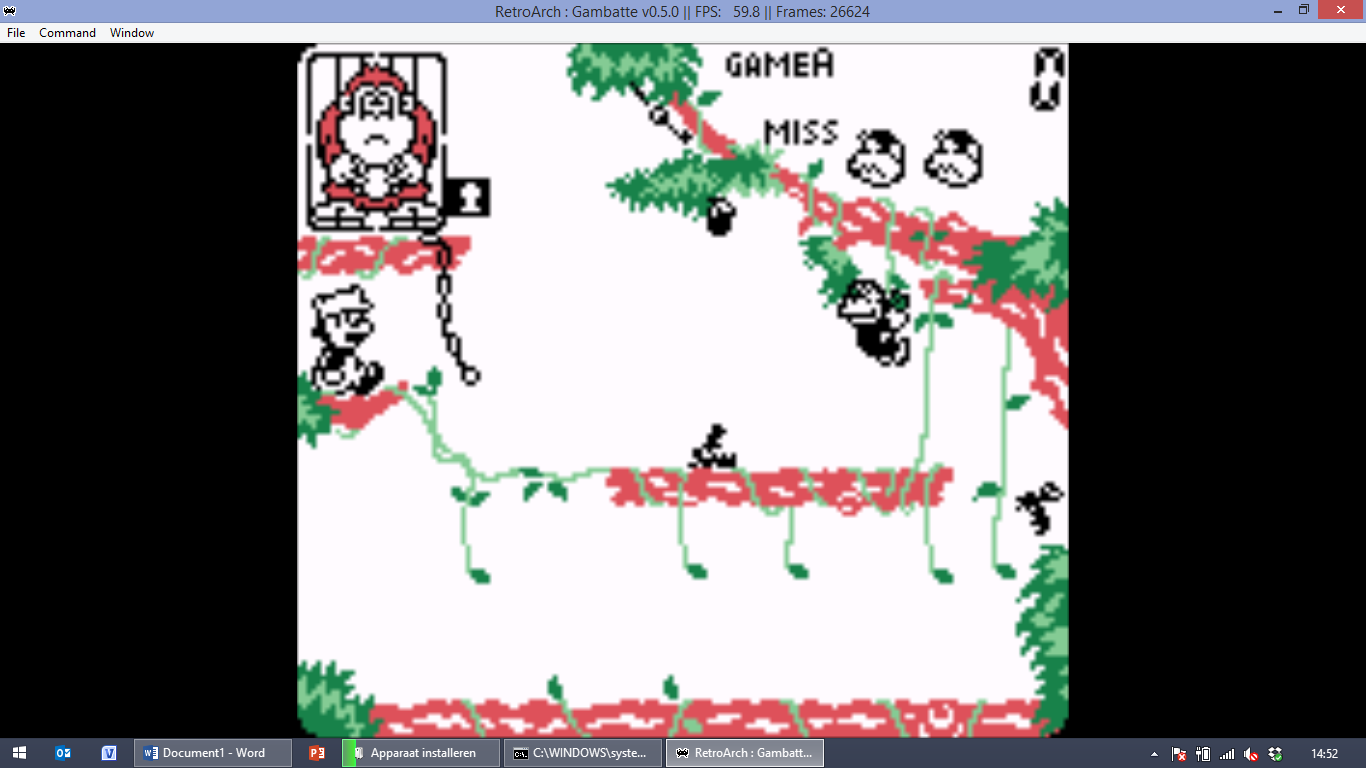 RetroArch : Gambatte v0.5.0 || FPS: 59.8 || Frames: 26624
File Command Window
GAMEA 0
MISS
Document1 - Word
Apparaat installeren
C:\WINDOWS\syste...
RetroArch : Gambatt...
14:52